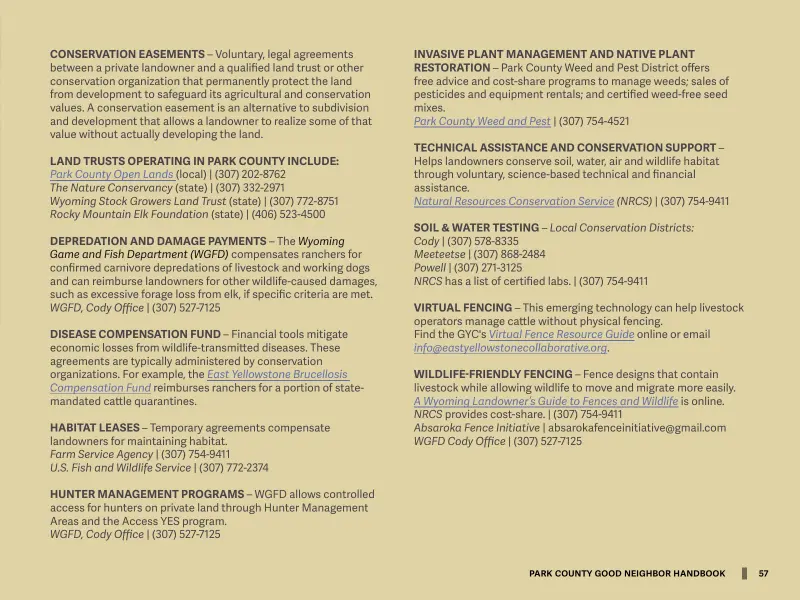 CONSERVATION EASEMENTS – Voluntary, legal agreements
between a private landowner and a qualified land trust or other
conservation organization that permanently protect the land
from development to safeguard its agricultural and conservation
values. A conservation easement is an alternative to subdivision
and development that allows a landowner to realize some of that
value without actually developing the land.
LAND TRUSTS OPERATING IN PARK COUNTY INCLUDE:
Park County Open Lands (local) | (307) 202-8762
The Nature Conservancy (state) | (307) 332-2971
Wyoming Stock Growers Land Trust (state) | (307) 772-8751
Rocky Mountain Elk Foundation (state) | (406) 523-4500
DEPREDATION AND DAMAGE PAYMENTS – The Wyoming
Game and Fish Department (WGFD) compensates ranchers for
confirmed carnivore depredations of livestock and working dogs
and can reimburse landowners for other wildlife-caused damages,
such as excessive forage loss from elk, if specific criteria are met.
WGFD, Cody Office | (307) 527-7125
DISEASE COMPENSATION FUND – Financial tools mitigate
economic losses from wildlife-transmitted diseases. These
agreements are typically administered by conservation
organizations. For example, the East Yellowstone Brucellosis
Compensation Fund reimburses ranchers for a portion of state-
mandated cattle quarantines.
HABITAT LEASES – Temporary agreements compensate
landowners for maintaining habitat.
Farm Service Agency | (307) 754-9411
U.S. Fish and Wildlife Service | (307) 772-2374
HUNTER MANAGEMENT PROGRAMS – WGFD allows controlled
access for hunters on private land through Hunter Management
Areas and the Access YES program.
WGFD, Cody Office | (307) 527-7125
INVASIVE PLANT MANAGEMENT AND NATIVE PLANT
RESTORATION – Park County Weed and Pest District offers
free advice and cost-share programs to manage weeds; sales of
pesticides and equipment rentals; and certified weed-free seed
mixes.
Park County Weed and Pest | (307) 754-4521
TECHNICAL ASSISTANCE AND CONSERVATION SUPPORT –
Helps landowners conserve soil, water, air and wildlife habitat
through voluntary, science-based technical and financial
assistance.
Natural Resources Conservation Service (NRCS) | (307) 754-9411
SOIL & WATER TESTING – Local Conservation Districts:
Cody | (307) 578-8335
Meeteetse | (307) 868-2484
Powell | (307) 271-3125
NRCS has a list of certified labs. | (307) 754-9411
VIRTUAL FENCING – This emerging technology can help livestock
operators manage cattle without physical fencing.
Find the GYC's Virtual Fence Resource Guide online or email
info@eastyellowstonecollaborative.org.
WILDLIFE-FRIENDLY FENCING – Fence designs that contain
livestock while allowing wildlife to move and migrate more easily.
A Wyoming Landowner's Guide to Fences and Wildlife is online.
NRCS provides cost-share. | (307) 754-9411
Absaroka Fence Initiative | absarokafenceinitiative@gmail.com
WGFD Cody Office | (307) 527-7125
PARK COUNTY GOOD NEIGHBOR HANDBOOK 57